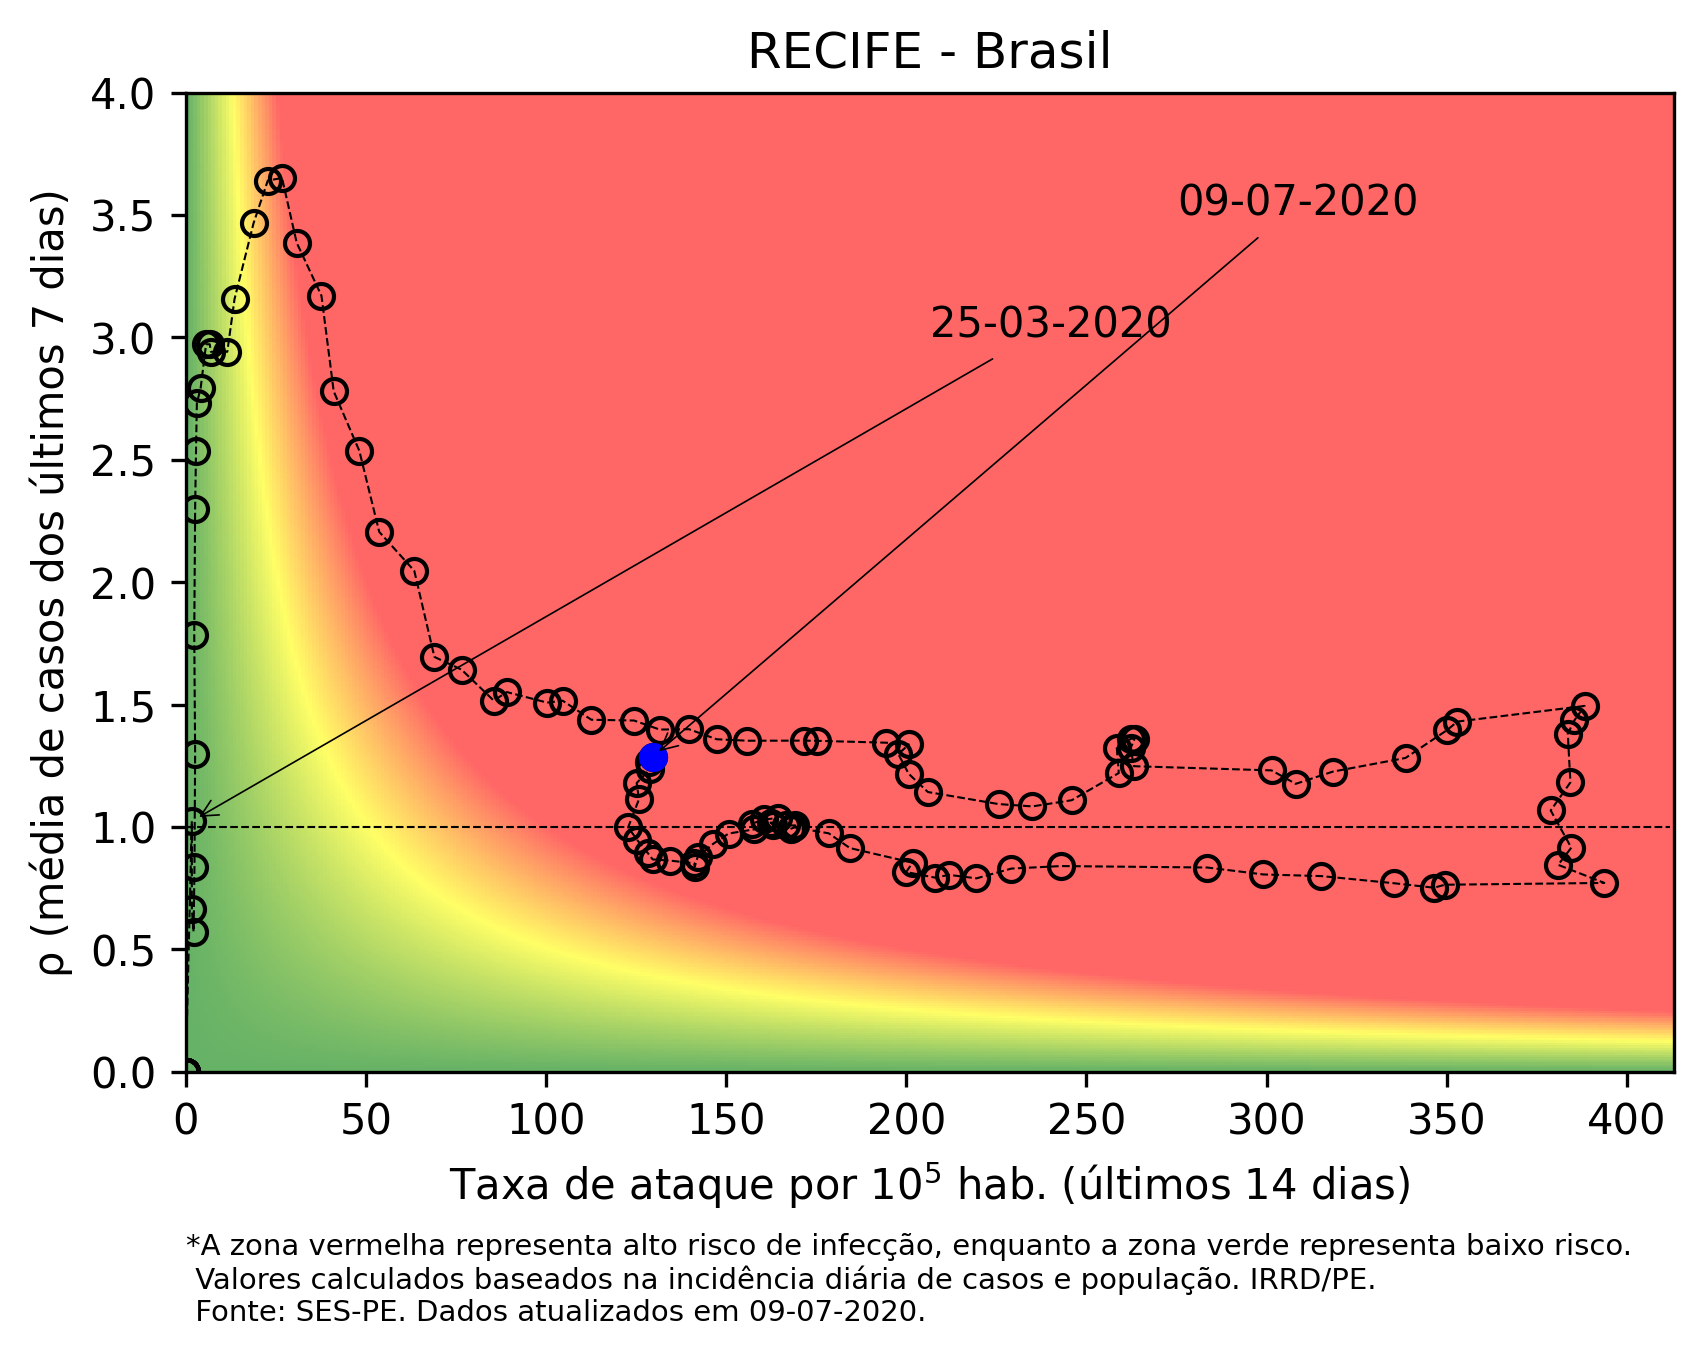 RECIFE - Brasil
ρ (média de casos dos últimos 7 dias)
4.0
3.5
3.0
2.5
2.0
1.5
1.0
0.5
0.0
09-07-2020
25-03-2020
0 50 100 150 200 250 300 350 400
Taxa de ataque por 10⁵ hab. (últimos 14 dias)
*A zona vermelha representa alto risco de infecção, enquanto a zona verde representa baixo risco.
Valores calculados baseados na incidência diária de casos e população. IRRD/PE.
Fonte: SES-PE. Dados atualizados em 09-07-2020.